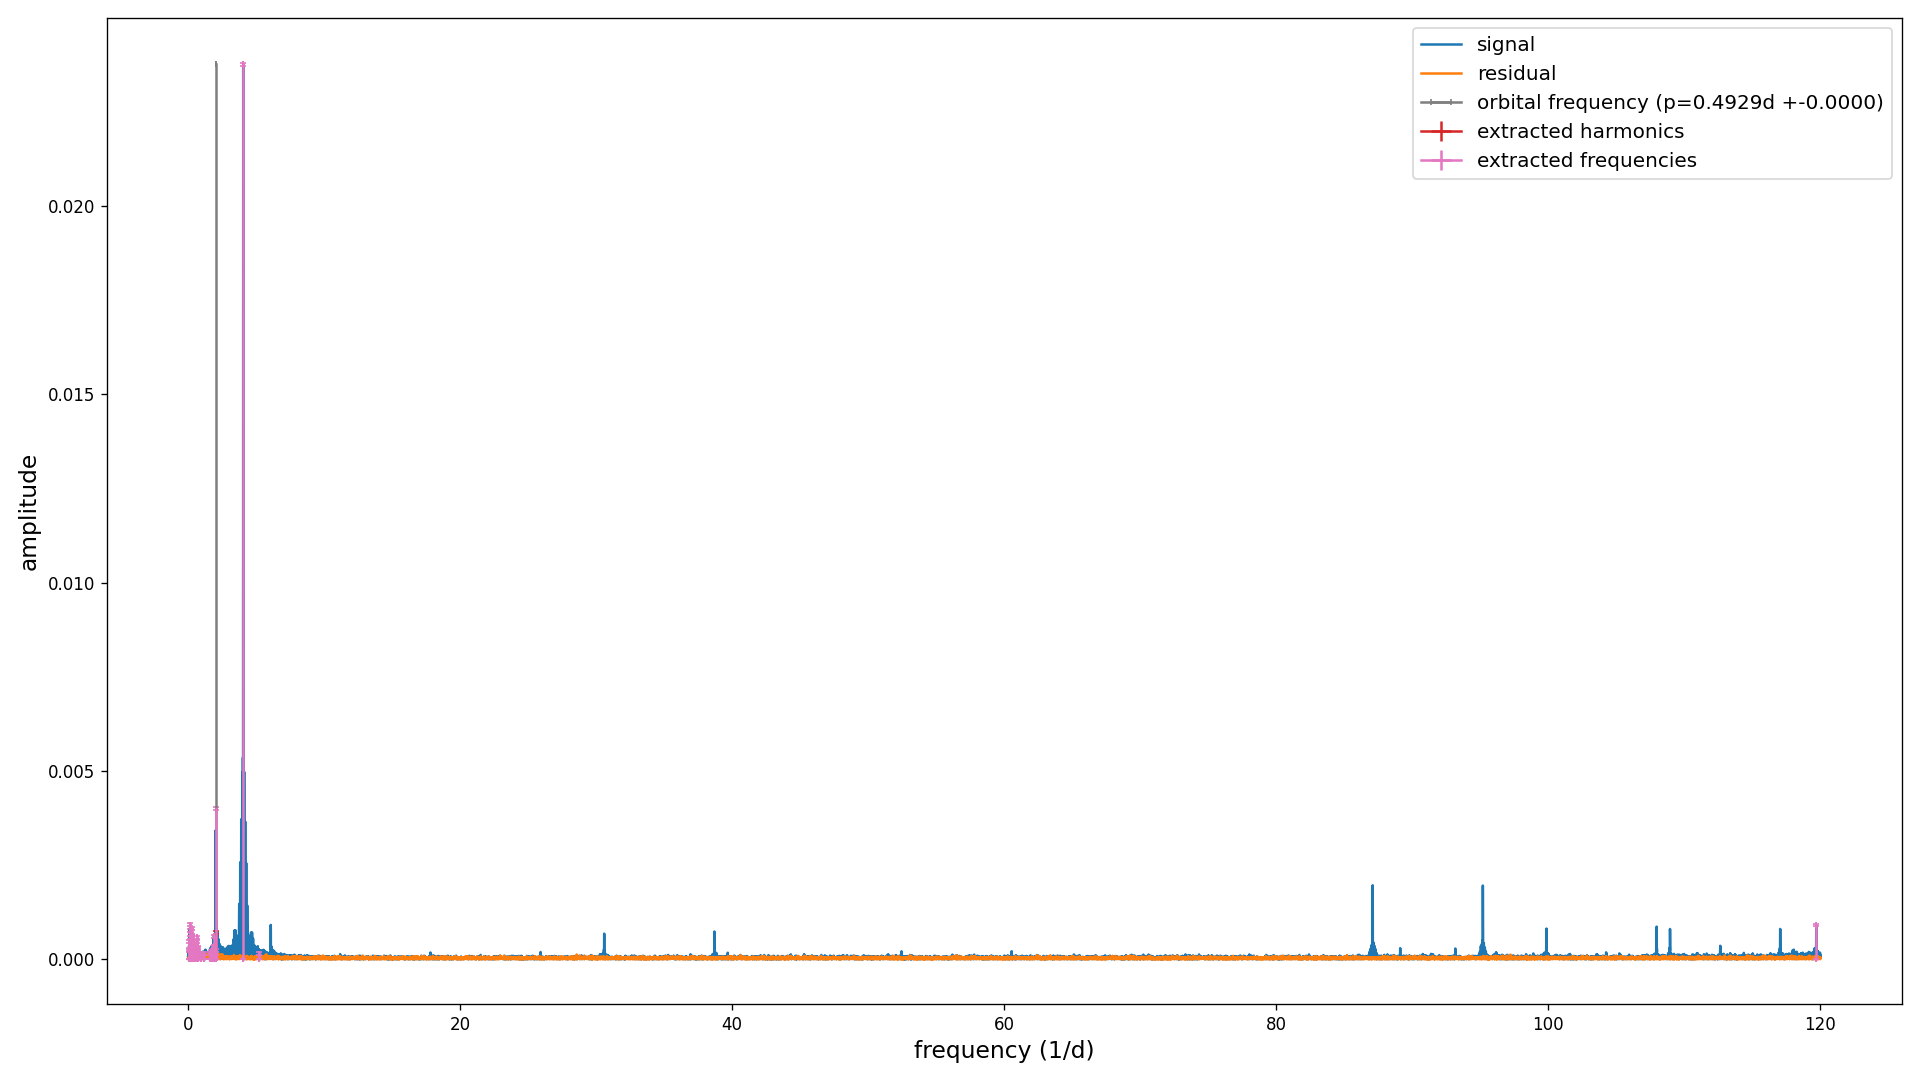 signal
residual
orbital frequency (p=0.4929d +-0.0000)
extracted harmonics
extracted frequencies
0.020
0.015
0.010
0.005
0.000
amplitude
0 20 40 60 80 100 120
frequency (1/d)